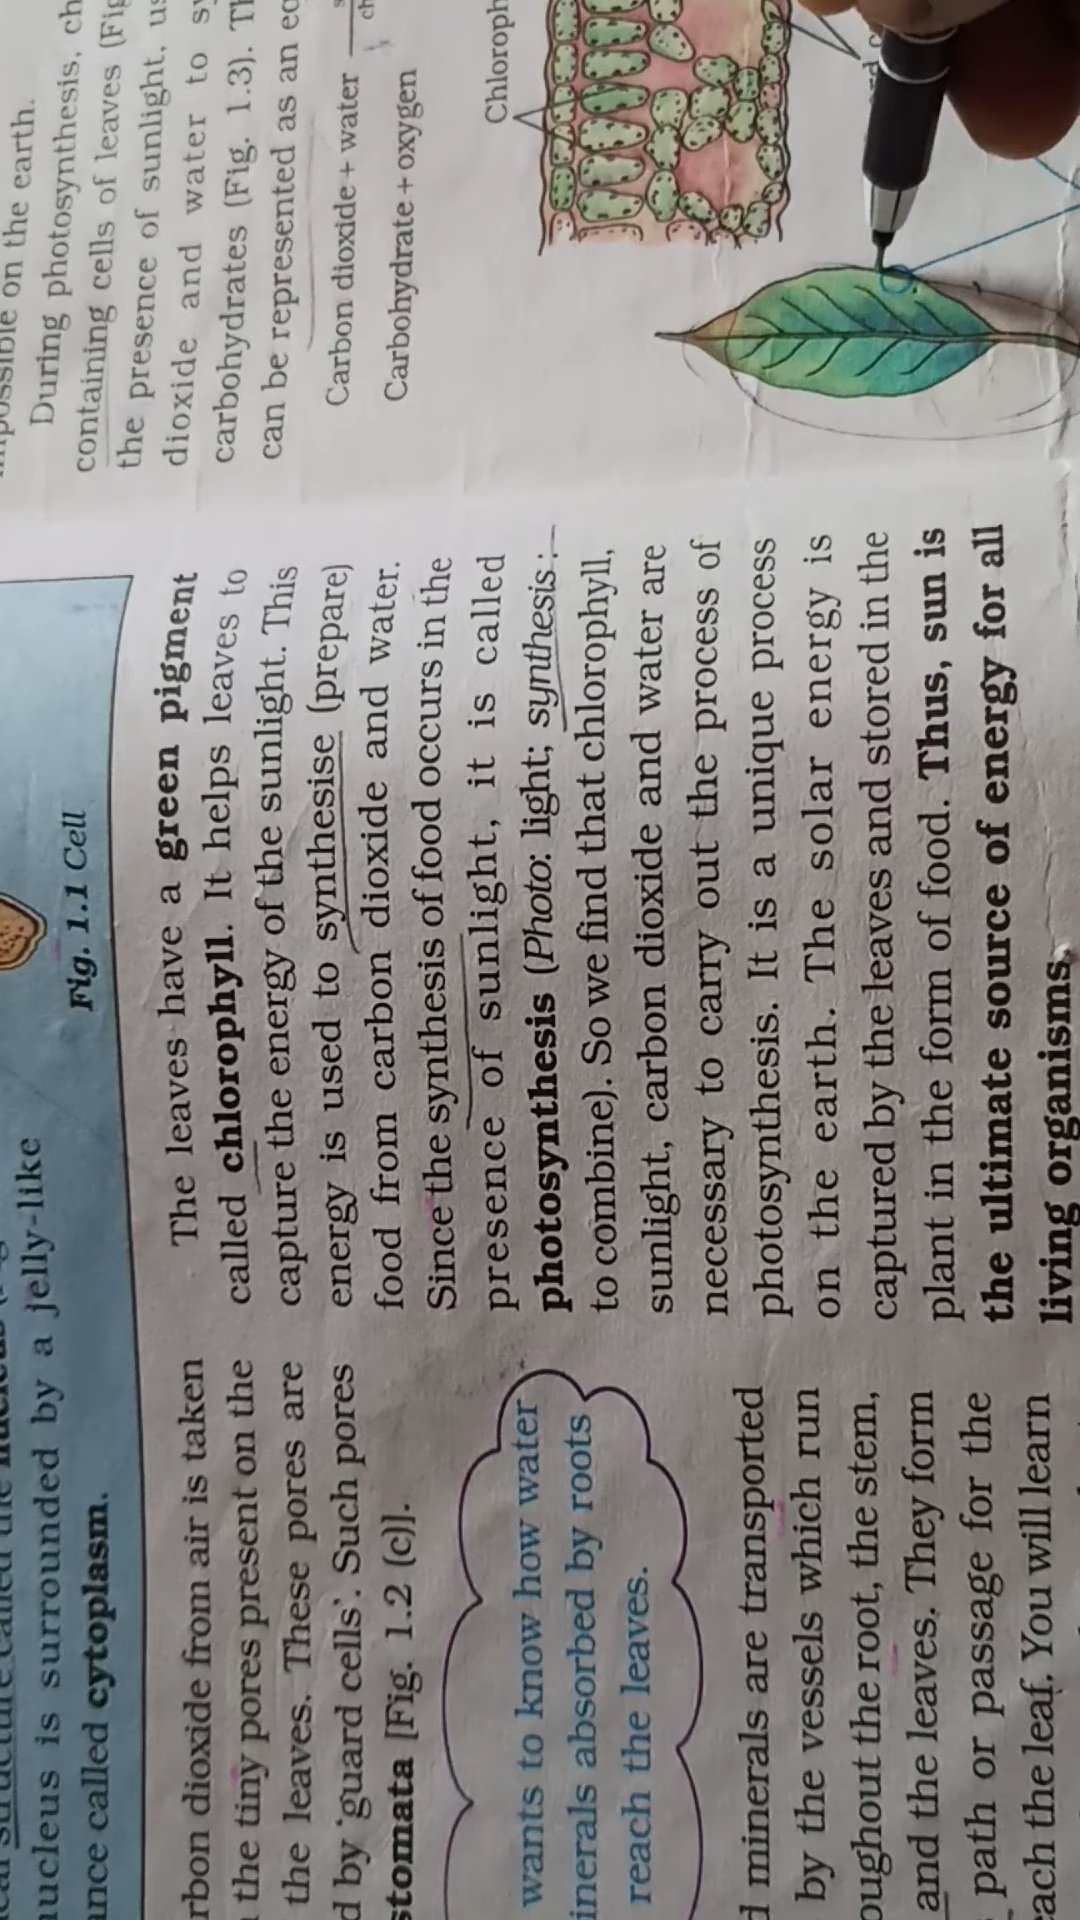 nucleus is surrounded by a jelly-like
called cytoplasm.
Fig. 1.1 Cell
dioxide from air is taken
the tiny pores present on the
the leaves. These pores are
by 'guard cells'. Such pores
stomata [Fig. 1.2 (c)].
wants to know how water
absorbed by roots
reach the leaves.
minerals are transported
by the vessels which run
the root, the stem,
and the leaves. They form
path or passage for the
the leaf. You will learn
The leaves have a green pigment
called chlorophyll. It helps leaves to
capture the energy of the sunlight. This
energy is used to synthesise (prepare)
food from carbon dioxide and water.
Since the synthesis of food occurs in the
presence of sunlight, it is called
photosynthesis (Photo: light; synthesis :
to combine). So we find that chlorophyll,
sunlight, carbon dioxide and water are
necessary to carry out the process of
photosynthesis. It is a unique process
on the earth. The solar energy is
captured by the leaves and stored in the
plant in the form of food. Thus, sun is
the ultimate source of energy for all
living organisms.
on the earth.
During photosynthesis,
containing cells of leaves
the presence of sunlight,
dioxide and water to
carbohydrates (Fig. 1.3).
can be represented as an
Carbon dioxide + water
Carbohydrate + oxygen